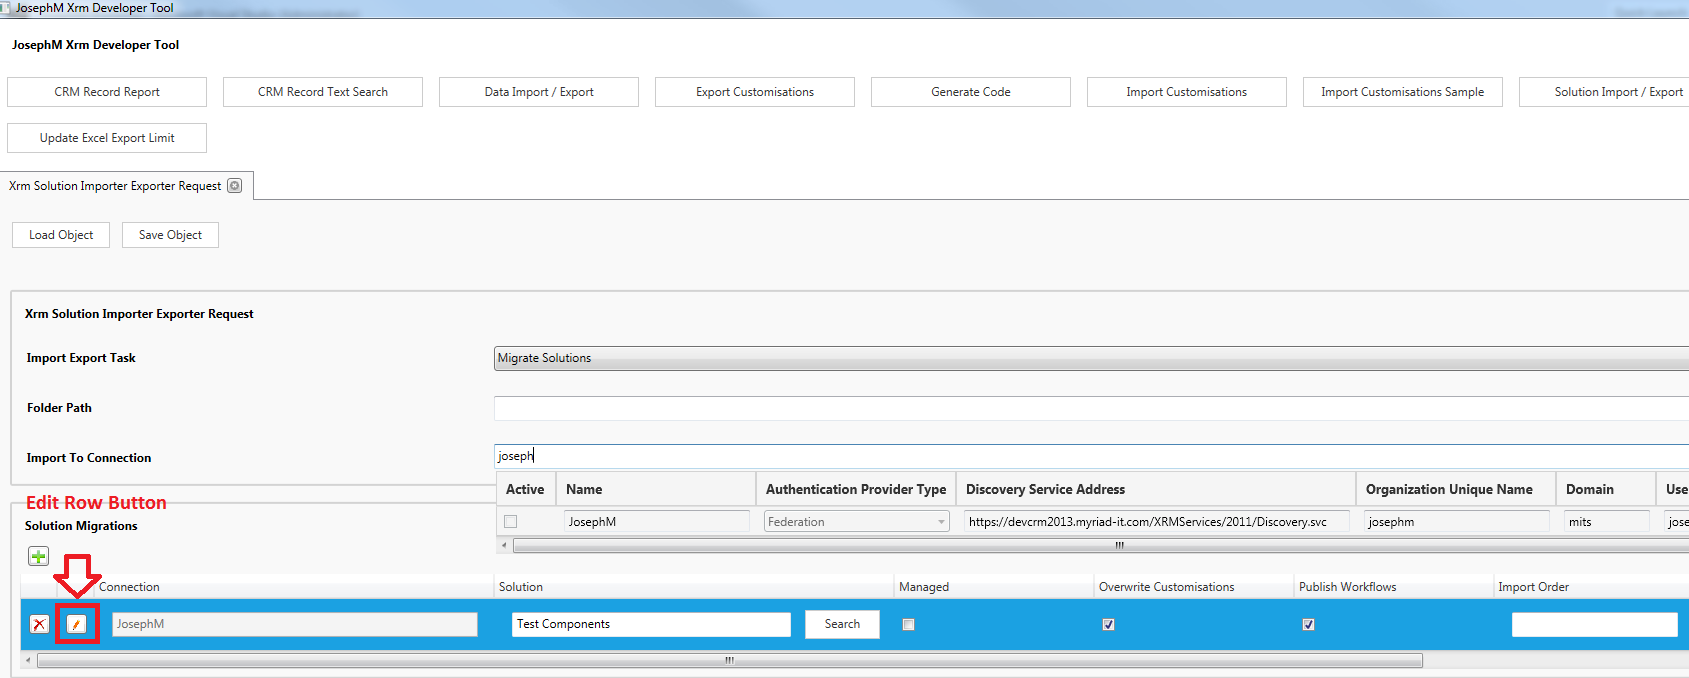 JosephM Xrm Developer Tool
JosephM Xrm Developer Tool
CRM Record Report CRM Record Text Search Data Import / Export Export Customisations Generate Code Import Customisations Import Customisations Sample Solution Import / Export
Update Excel Export Limit
Xrm Solution Importer Exporter Request
Load Object Save Object
Xrm Solution Importer Exporter Request
Import Export Task Migrate Solutions
Folder Path
Import To Connection joseph
Active Name Authentication Provider Type Discovery Service Address Organization Unique Name Domain Use
JosephM Federation https://devcrm2013.myriad-it.com/XRMServices/2011/Discovery.svc josephm mits jose
Edit Row Button
Solution Migrations
Connection Solution Managed Overwrite Customisations Publish Workflows Import Order
JosephM Test Components Search